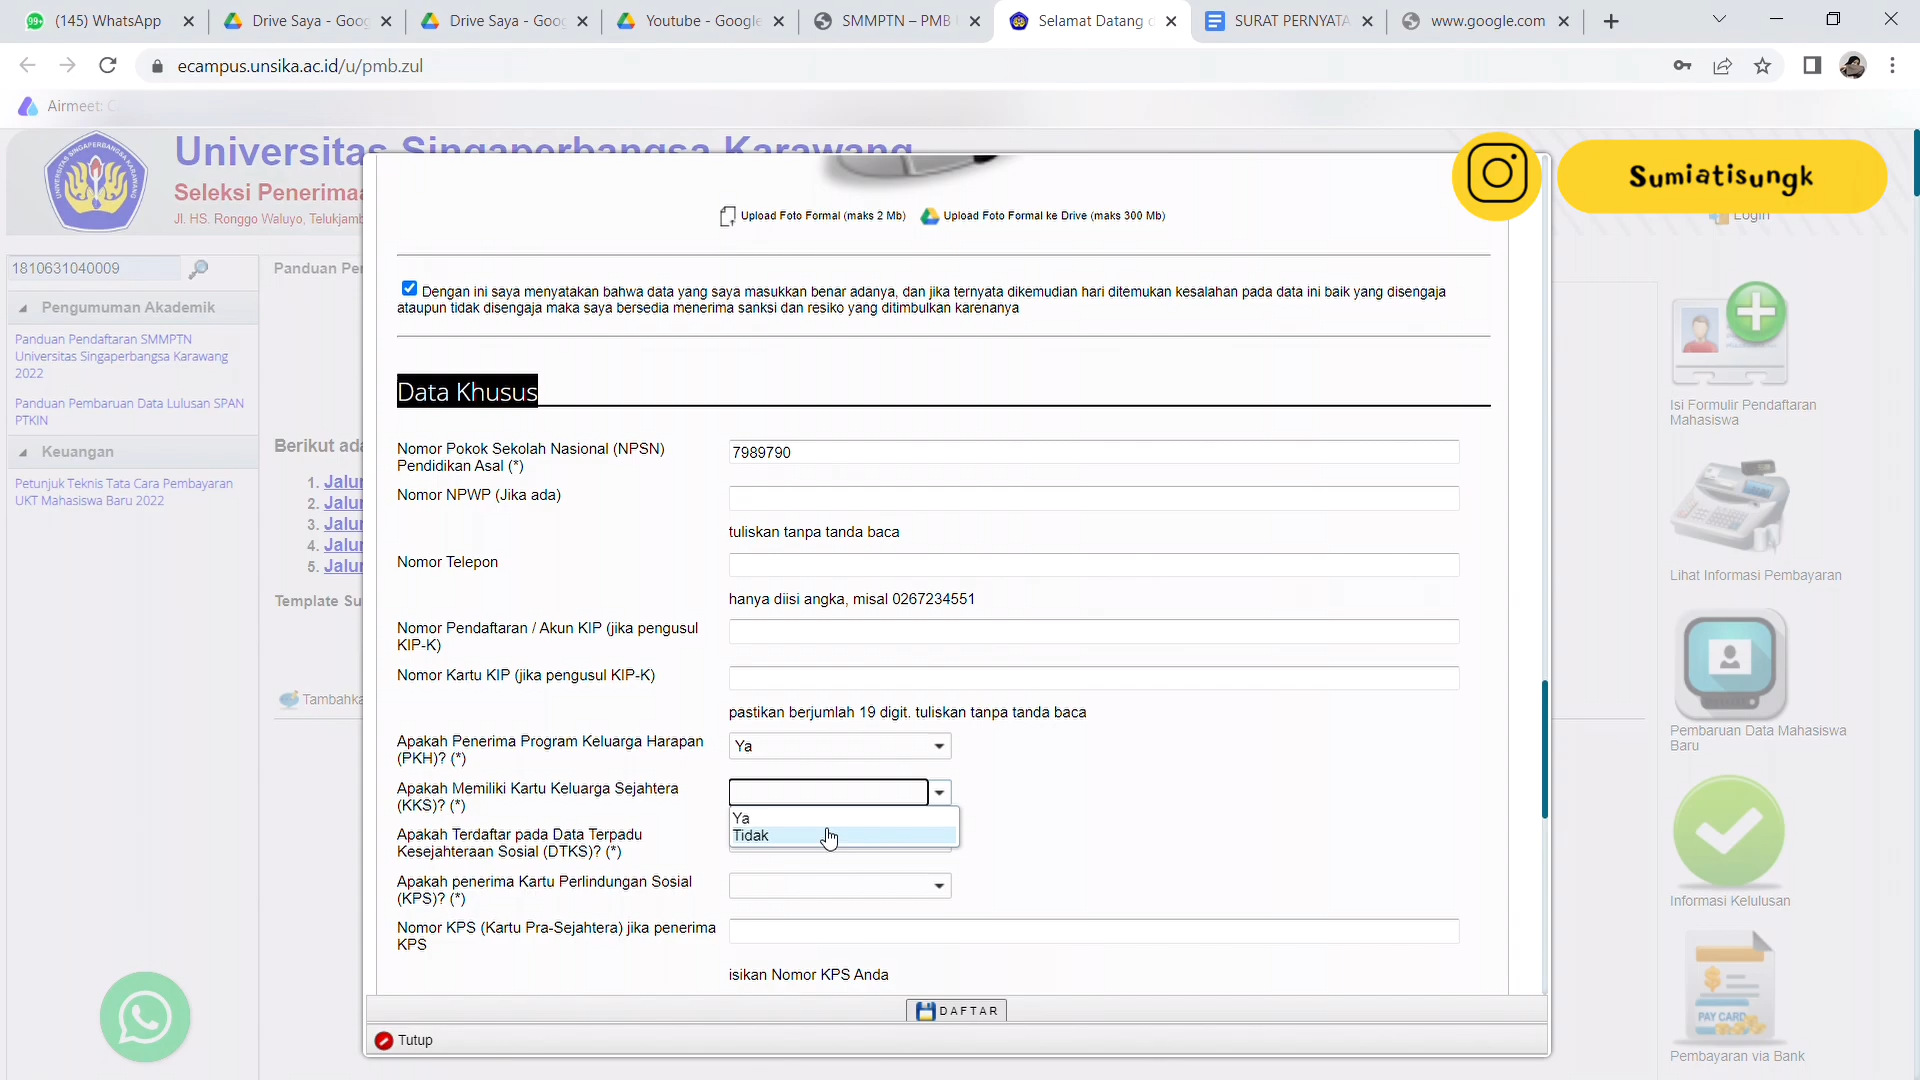 (145) WhatsApp
Drive Saya - Goog
Drive Saya - Goog
Youtube - Google
SMMPTN – PMB
Selamat Datang d
SURAT PERNYATA
www.google.com
ecampus.unsika.ac.id/u/pmb.zul
Airmeet: C
Universitas Singaperbangsa Karawang
Seleksi Penerimaa
Jl. HS. Ronggo Waluyo, Telukjamb
Sumiatisungk
Login
1810631040009
Panduan Per
Pengumuman Akademik
Panduan Pendaftaran SMMPTN
Universitas Singaperbangsa Karawang
2022
Panduan Pembaruan Data Lulusan SPAN
PTKIN
Keuangan
Petunjuk Teknis Tata Cara Pembayaran
UKT Mahasiswa Baru 2022
Berikut ada
1. Jalur
2. Jalur
3. Jalur
4. Jalur
5. Jalur
Template Su
Tambahka
Upload Foto Formal (maks 2 Mb)
Upload Foto Formal ke Drive (maks 300 Mb)
Dengan ini saya menyatakan bahwa data yang saya masukkan benar adanya, dan jika ternyata dikemudian hari ditemukan kesalahan pada data ini baik yang disengaja
ataupun tidak disengaja maka saya bersedia menerima sanksi dan resiko yang ditimbulkan karenanya
Data Khusus
Nomor Pokok Sekolah Nasional (NPSN)
Pendidikan Asal (*)
7989790
Nomor NPWP (Jika ada)
tuliskan tanpa tanda baca
Nomor Telepon
hanya diisi angka, misal 0267234551
Nomor Pendaftaran / Akun KIP (jika pengusul
KIP-K)
Nomor Kartu KIP (jika pengusul KIP-K)
pastikan berjumlah 19 digit. tuliskan tanpa tanda baca
Apakah Penerima Program Keluarga Harapan
(PKH)? (*)
Ya
Apakah Memiliki Kartu Keluarga Sejahtera
(KKS)? (*)
Ya
Tidak
Apakah Terdaftar pada Data Terpadu
Kesejahteraan Sosial (DTKS)? (*)
Apakah penerima Kartu Perlindungan Sosial
(KPS)? (*)
Nomor KPS (Kartu Pra-Sejahtera) jika penerima
KPS
isikan Nomor KPS Anda
DAFTAR
Tutup
Isi Formulir Pendaftaran
Mahasiswa
Lihat Informasi Pembayaran
Pembaruan Data Mahasiswa
Baru
Informasi Kelulusan
PAY CARD
Pembayaran via Bank